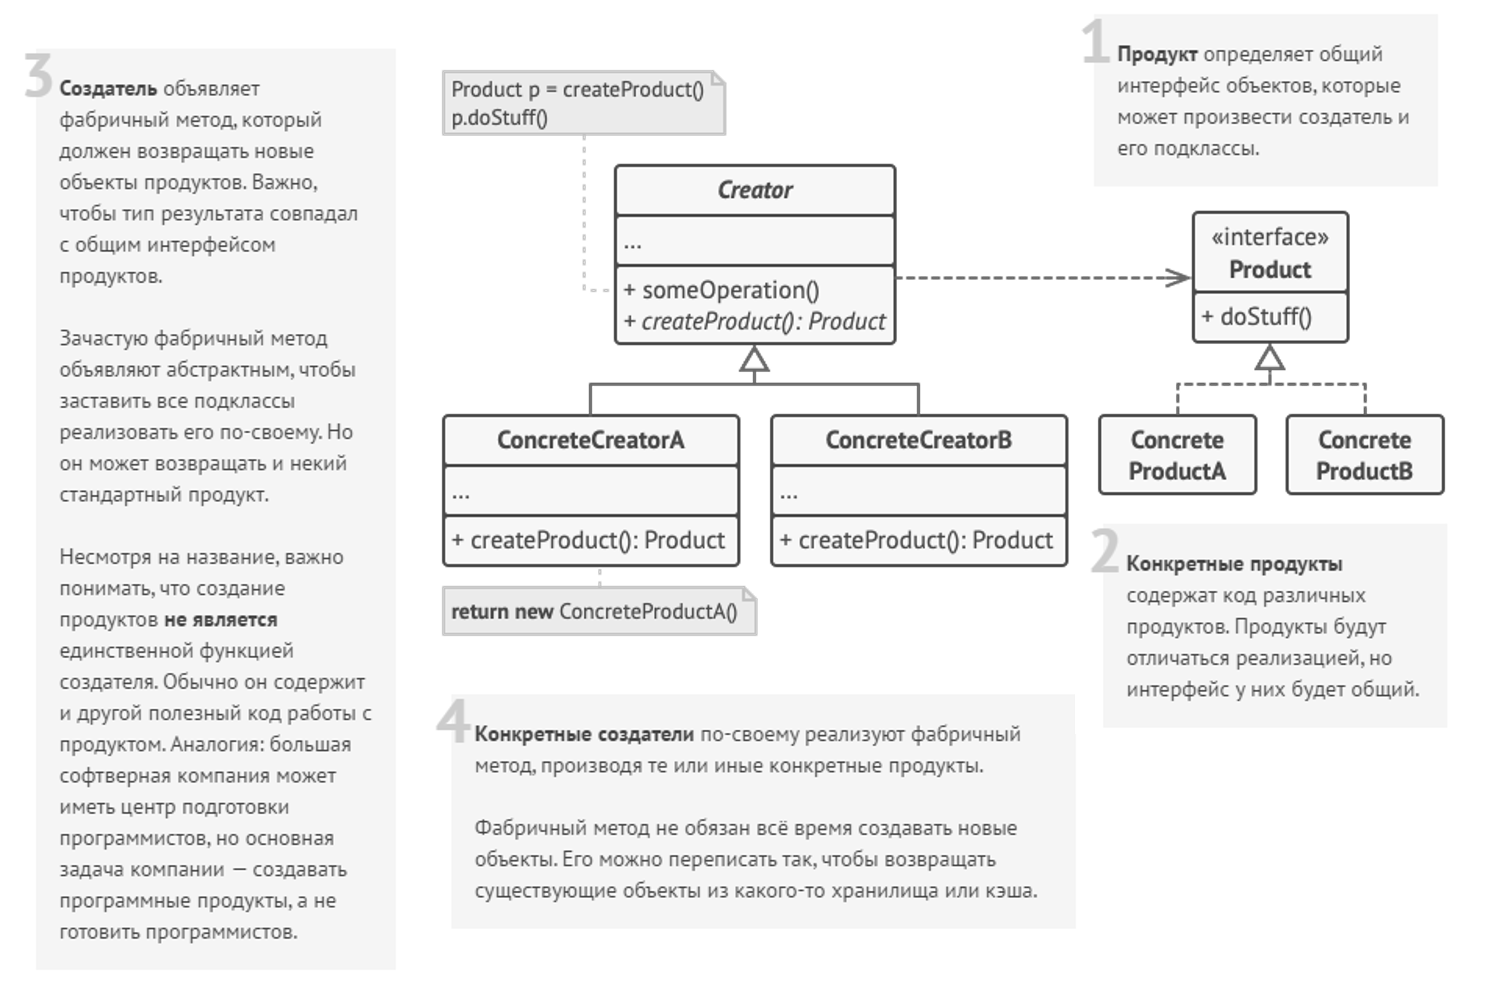 3
Создатель объявляет
фабричный метод, который
должен возвращать новые
объекты продуктов. Важно,
чтобы тип результата совпадал
с общим интерфейсом
продуктов.
Зачастую фабричный метод
объявляют абстрактным, чтобы
заставить все подклассы
реализовать его по-своему. Но
он может возвращать и некий
стандартный продукт.
Несмотря на название, важно
понимать, что создание
продуктов не является
единственной функцией
создателя. Обычно он содержит
и другой полезный код работы с
продуктом. Аналогия: большая
софтверная компания может
иметь центр подготовки
программистов, но основная
задача компании — создавать
программные продукты, а не
готовить программистов.
Product p = createProduct()
p.doStuff()
Creator
...
+ someOperation()
+ createProduct(): Product
ConcreteCreatorA
...
+ createProduct(): Product
return new ConcreteProductA()
ConcreteCreatorB
...
+ createProduct(): Product
1
Продукт определяет общий
интерфейс объектов, которые
может произвести создатель и
его подклассы.
«interface»
Product
+ doStuff()
Concrete
ProductA
Concrete
ProductB
2
Конкретные продукты
содержат код различных
продуктов. Продукты будут
отличаться реализацией, но
интерфейс у них будет общий.
4
Конкретные создатели по-своему реализуют фабричный
метод, производя те или иные конкретные продукты.
Фабричный метод не обязан всё время создавать новые
объекты. Его можно переписать так, чтобы возвращать
существующие объекты из какого-то хранилища или кэша.